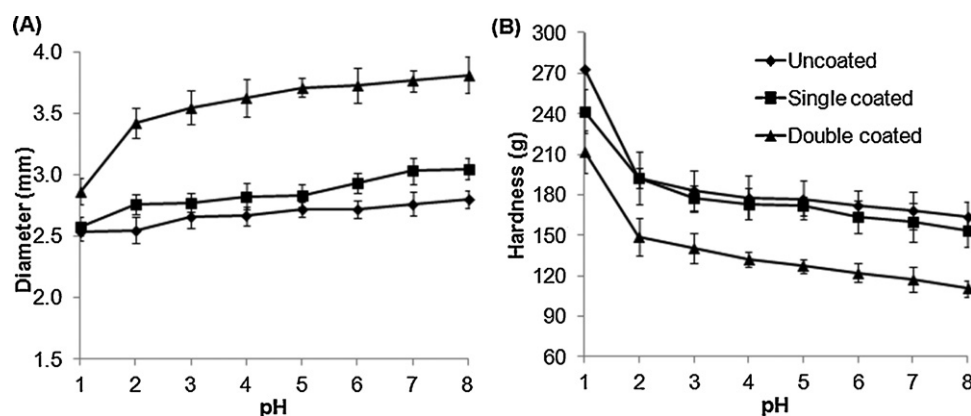 (A)
Diameter (mm)
4.0
3.5
3.0
2.5
2.0
1.5
1 2 3 4 5 6 7 8
pH
(B)
Hardness (g)
300
270
240
210
180
150
120
90
60
Uncoated
Single coated
Double coated
1 2 3 4 5 6 7 8
pH